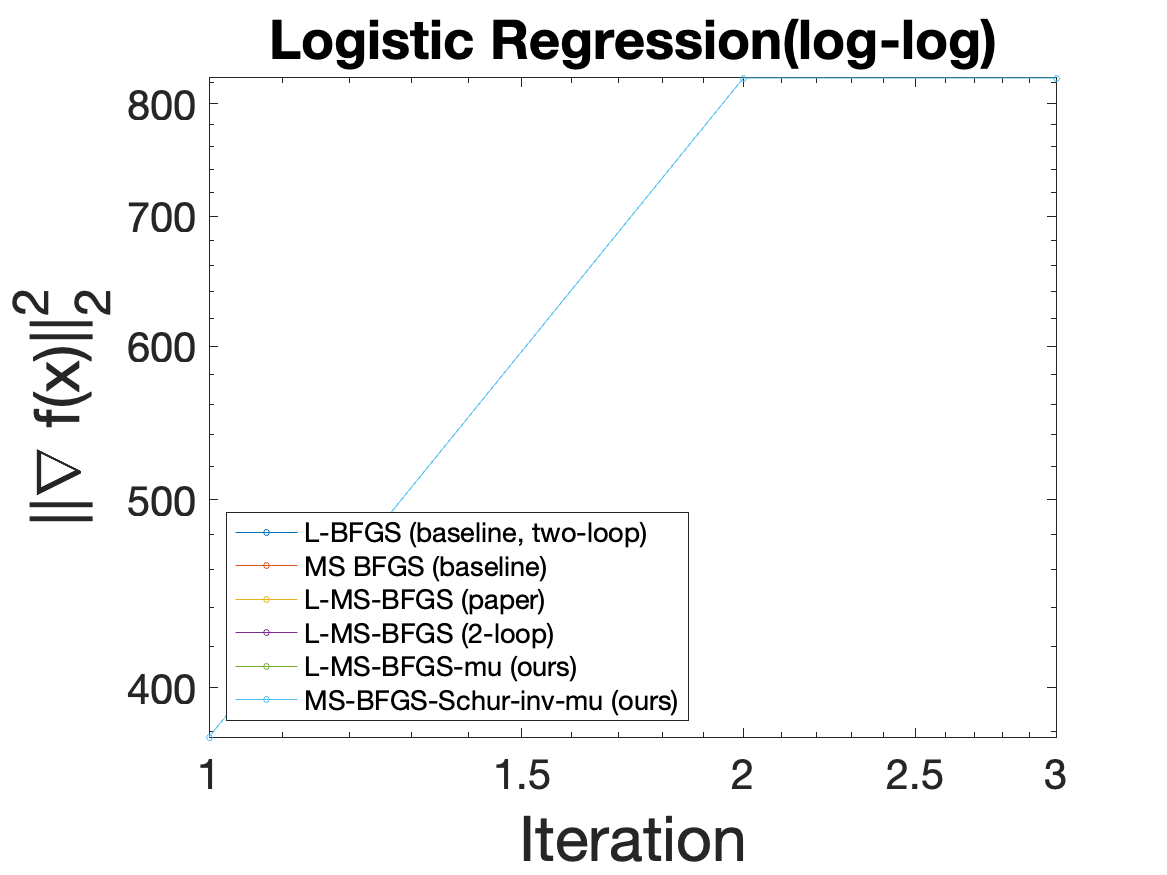 Logistic Regression(log-log)
800
700
600
500
400
||∇ f(x)||₂²
L-BFGS (baseline, two-loop)
MS BFGS (baseline)
L-MS-BFGS (paper)
L-MS-BFGS (2-loop)
L-MS-BFGS-mu (ours)
MS-BFGS-Schur-inv-mu (ours)
1 1.5 2 2.5 3
Iteration